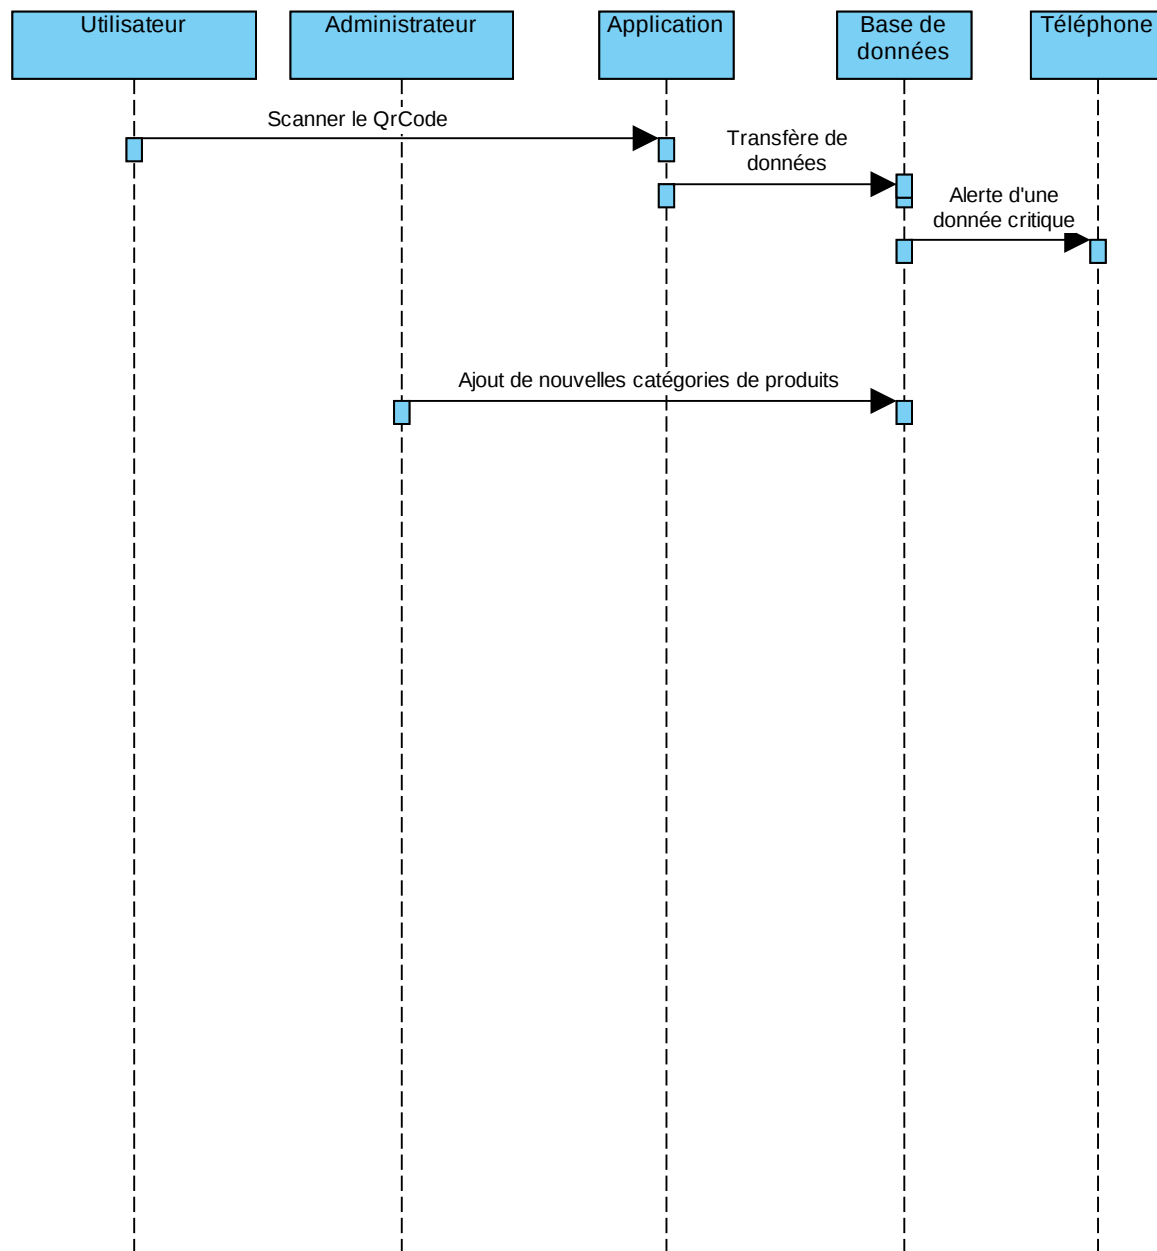 Utilisateur
Administrateur
Application
Base de
données
Téléphone
Scanner le QrCode
Transfère de
données
Alerte d'une
donnée critique
Ajout de nouvelles catégories de produits